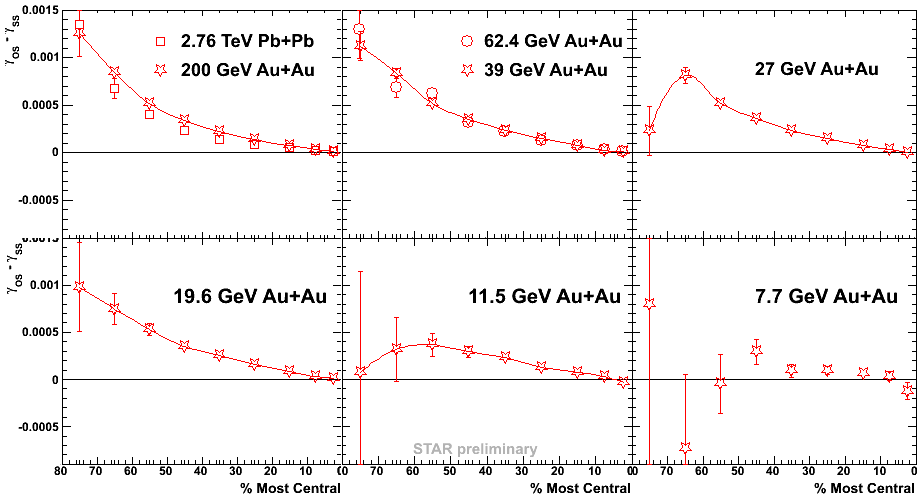 γos - γss
0.0015
0.001
0.0005
0
-0.0005
2.76 TeV Pb+Pb
200 GeV Au+Au
62.4 GeV Au+Au
39 GeV Au+Au
27 GeV Au+Au
γos - γss
0.0015
0.001
0.0005
0
-0.0005
19.6 GeV Au+Au
11.5 GeV Au+Au
7.7 GeV Au+Au
STAR preliminary
80 70 60 50 40 30 20 10 0 70 60 50 40 30 20 10 0 70 60 50 40 30 20 10 0
% Most Central % Most Central % Most Central